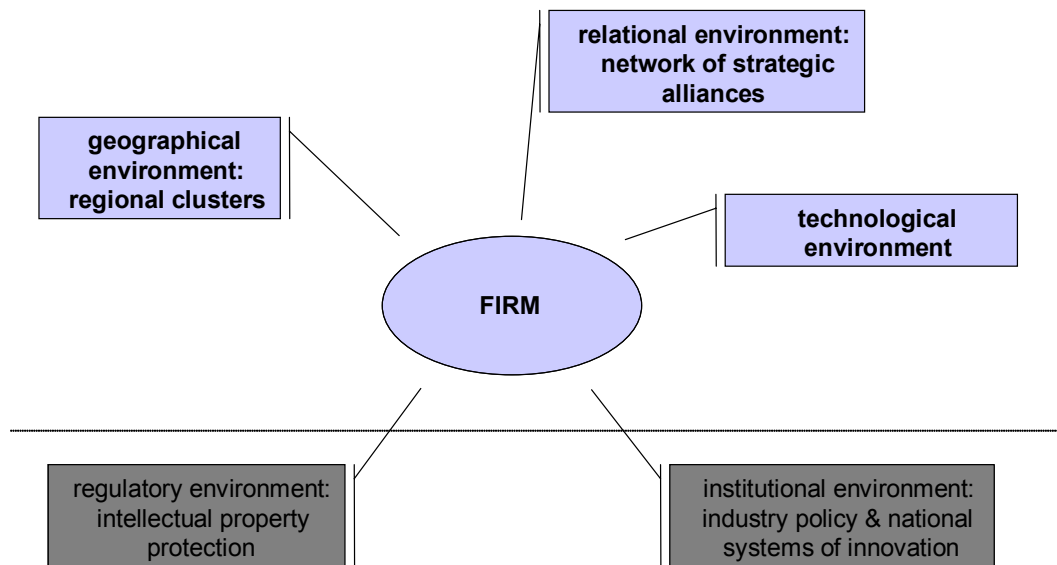 relational environment:
network of strategic
alliances
geographical
environment:
regional clusters
technological
environment
FIRM
regulatory environment:
intellectual property
protection
institutional environment:
industry policy & national
systems of innovation